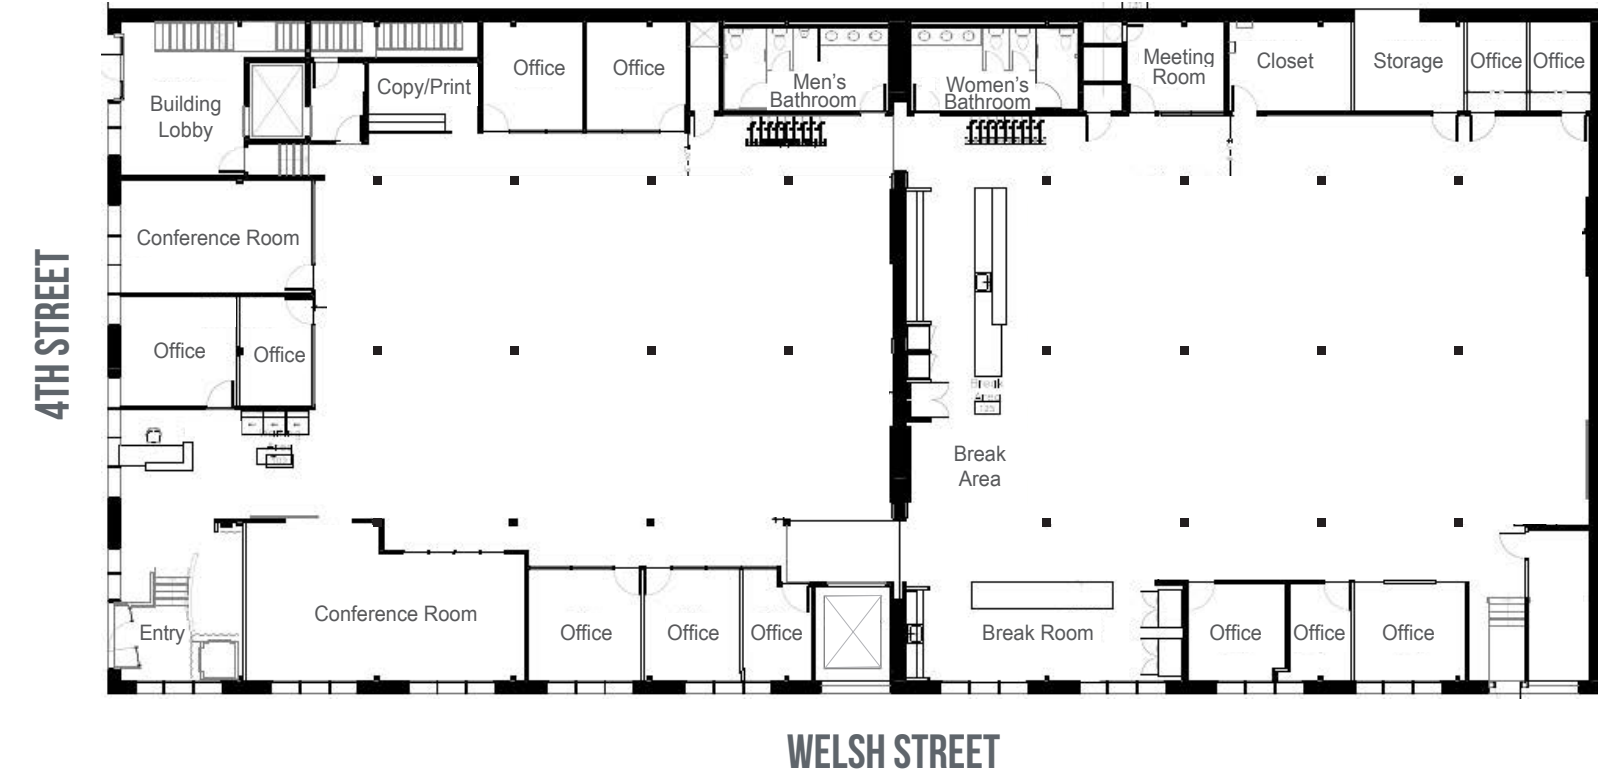 Office
Office
Copy/Print
Men's
Bathroom
Women's
Bathroom
Meeting
Room
Closet
Storage
Office
Office
Building
Lobby
Conference Room
Office
Office
4TH STREET
Break
Area
Entry
Conference Room
Office
Office
Office
Break Room
Office
Office
Office
WELSH STREET